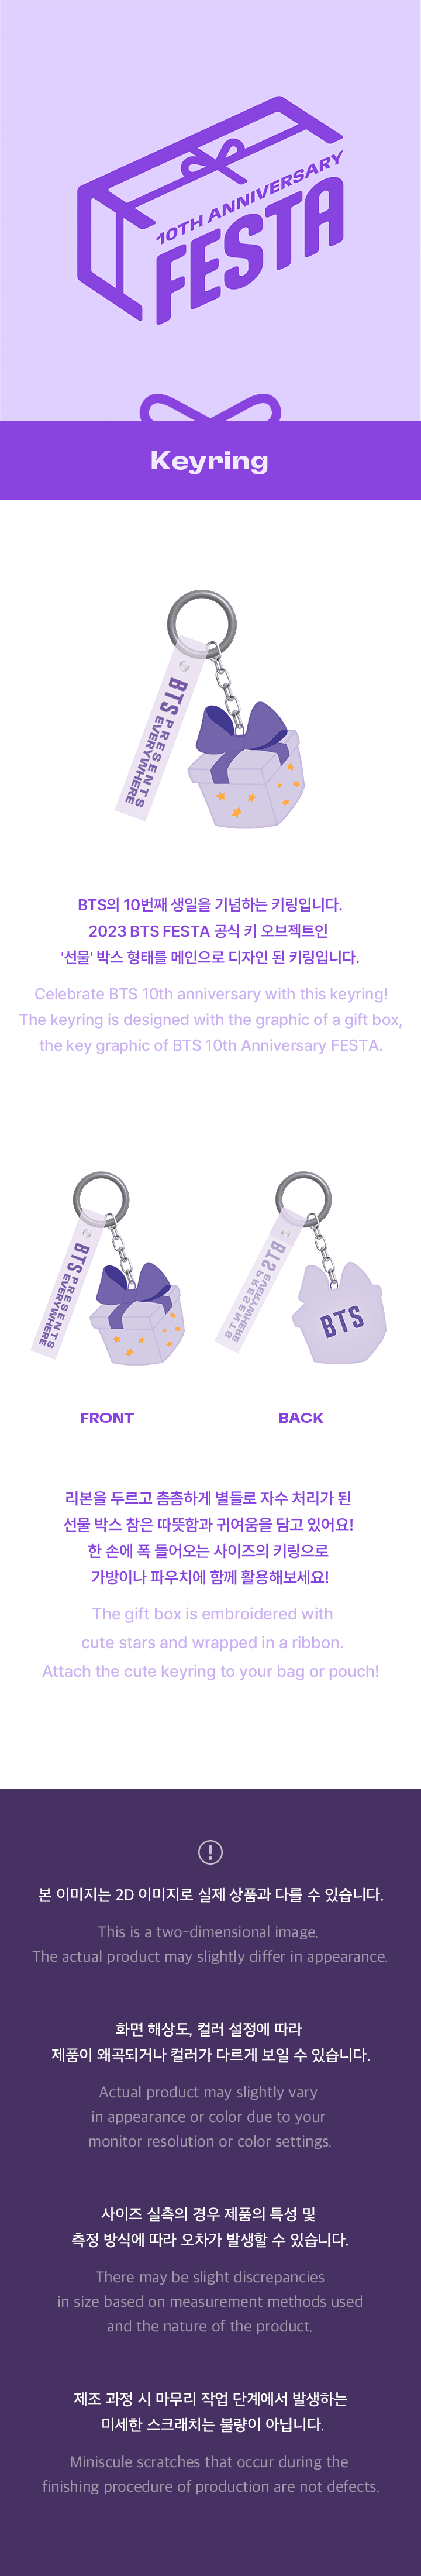 10TH ANNIVERSARY
FESTA
Keyring
BTS PRESENTS
EVERYWHERE
BTS의 10번째 생일을 기념하는 키링입니다.
2023 BTS FESTA 공식 키 오브젝트인
'선물' 박스 형태를 메인으로 디자인 된 키링입니다.
Celebrate BTS 10th anniversary with this keyring!
The keyring is designed with the graphic of a gift box,
the key graphic of BTS 10th Anniversary FESTA.
BTS PRESENTS
EVERYWHERE
BTS PRESENTS
EVERYWHERE
BTS
FRONT
BACK
리본을 두르고 촘촘하게 별들로 자수 처리가 된
선물 박스 참은 따뜻함과 귀여움을 담고 있어요!
한 손에 폭 들어오는 사이즈의 키링으로
가방이나 파우치에 함께 활용해보세요!
The gift box is embroidered with
cute stars and wrapped in a ribbon.
Attach the cute keyring to your bag or pouch!
본 이미지는 2D 이미지로 실제 상품과 다를 수 있습니다.
This is a two-dimensional image.
The actual product may slightly differ in appearance.
화면 해상도, 컬러 설정에 따라
제품이 왜곡되거나 컬러가 다르게 보일 수 있습니다.
Actual product may slightly vary
in appearance or color due to your
monitor resolution or color settings.
사이즈 실측의 경우 제품의 특성 및
측정 방식에 따라 오차가 발생할 수 있습니다.
There may be slight discrepancies
in size based on measurement methods used
and the nature of the product.
제조 과정 시 마무리 작업 단계에서 발생하는
미세한 스크래치는 불량이 아닙니다.
Miniscule scratches that occur during the
finishing procedure of production are not defects.